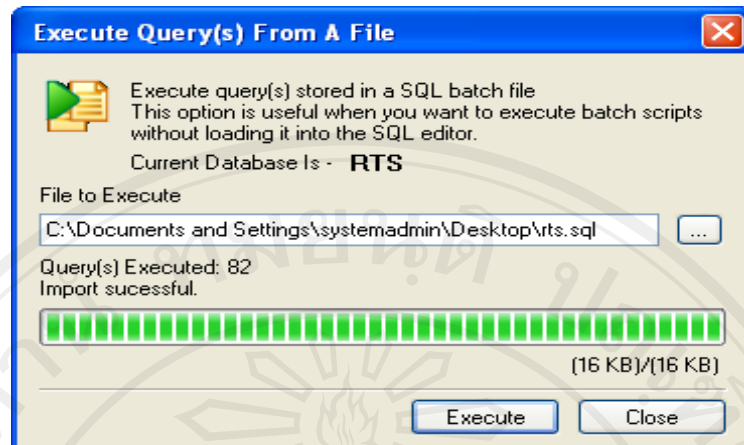 Execute Query(s) From A File
Execute query(s) stored in a SQL batch file
This option is useful when you want to execute batch scripts
without loading it into the SQL editor.
Current Database Is - RTS
File to Execute
C:\Documents and Settings\systemadmin\Desktop\rts.sql
...
Query(s) Executed: 82
Import sucessful.
(16 KB)/(16 KB)
Execute Close